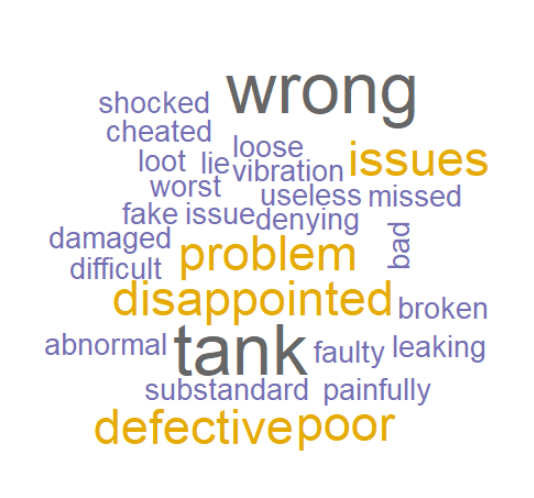 wrong
shocked
cheated
loose
issues
loot lie vibration
worst
useless missed
fake issue denying
bad
damaged
problem
difficult
disappointed
broken
abnormal tank faulty leaking
substandard painfully
defective poor